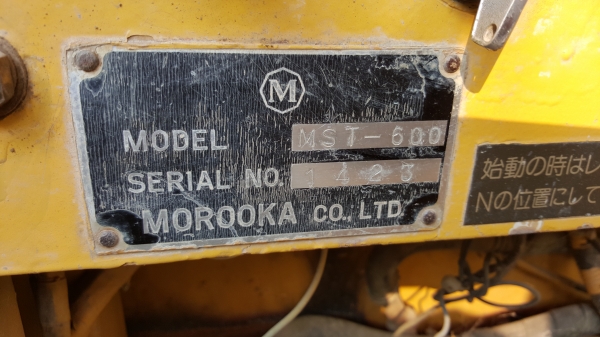 M
MODEL MST-600
SERIAL NO. 1423
MOROOKA CO. LTD.
始動の時はレ
Nの位置にして